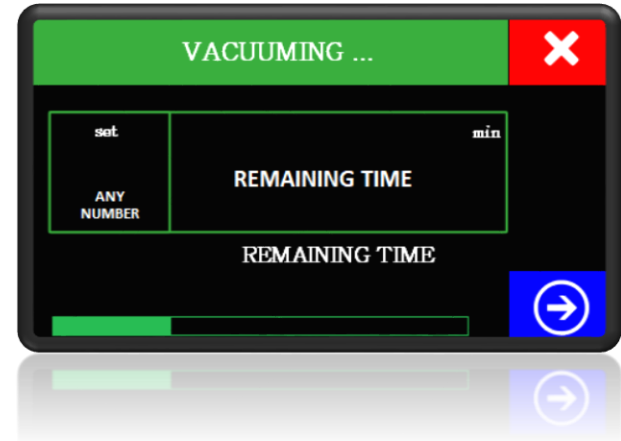 VACUUMING ...
set
min
REMAINING TIME
ANY
NUMBER
REMAINING TIME